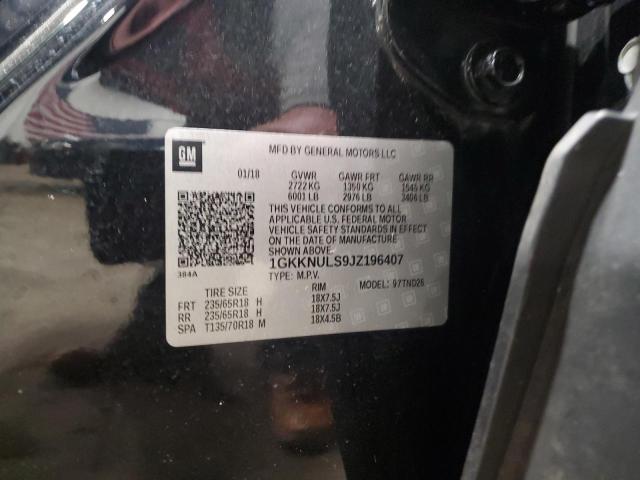 GM
MFD BY GENERAL MOTORS LLC
01/18 GVWR GAWR FRT GAWR RR
2722 KG 1350 KG 1545 KG
6001 LB 2976 LB 3406 LB
THIS VEHICLE CONFORMS TO ALL
APPLICABLE U.S. FEDERAL MOTOR
VEHICLE SAFETY STANDARDS IN EFFECT
ON THE DATE OF MANUFACTURE
SHOWN ABOVE.
1GKKNULS9JZ196407
384A
TYPE: M.P.V. MODEL: 97TND26
TIRE SIZE RIM
FRT 235/65R18 H 18X7.5J
RR 235/65R18 H 18X7.5J
SPA T135/70R18 M 18X4.5B